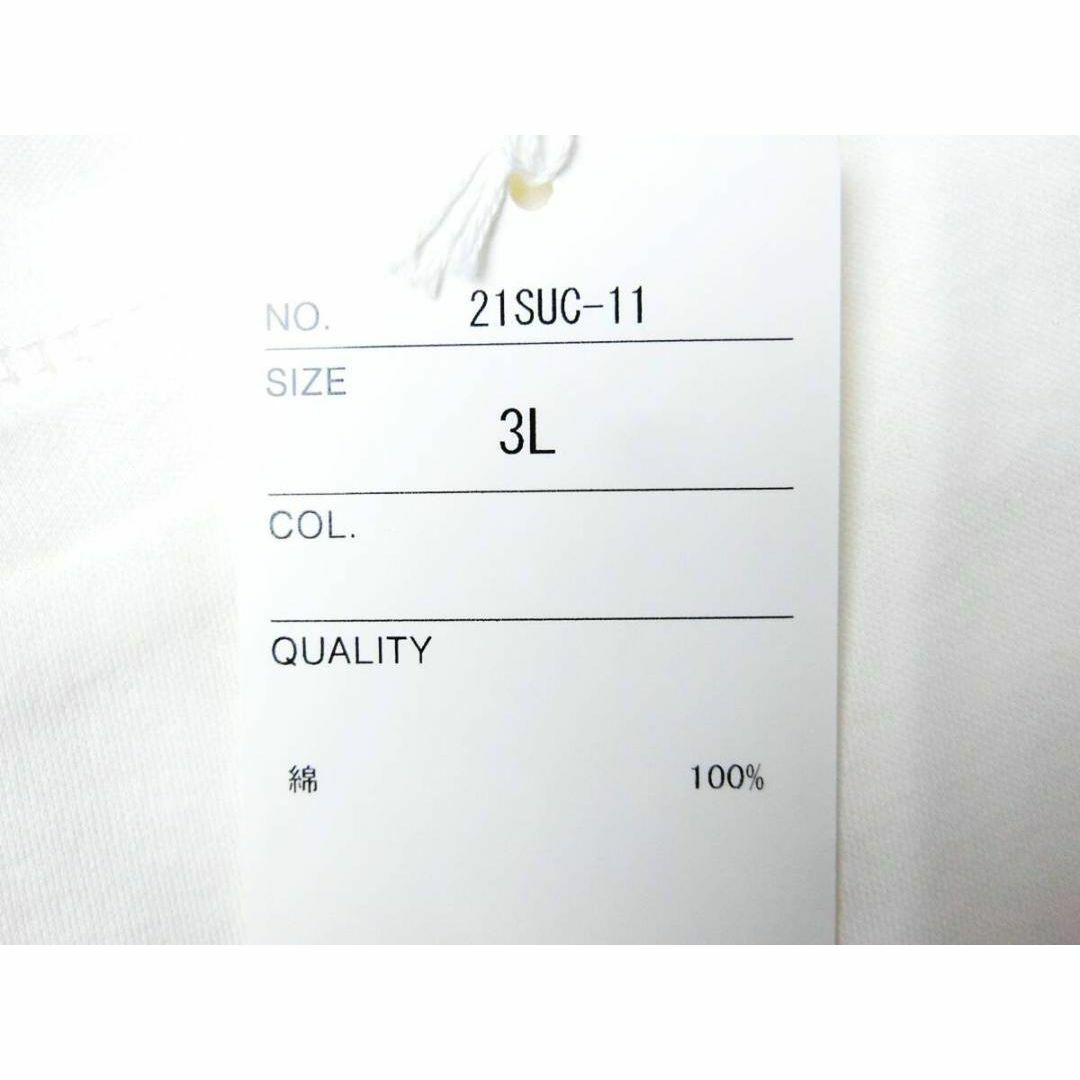 NO. 21SUC-11
SIZE
3L
COL.
QUALITY
綿 100%